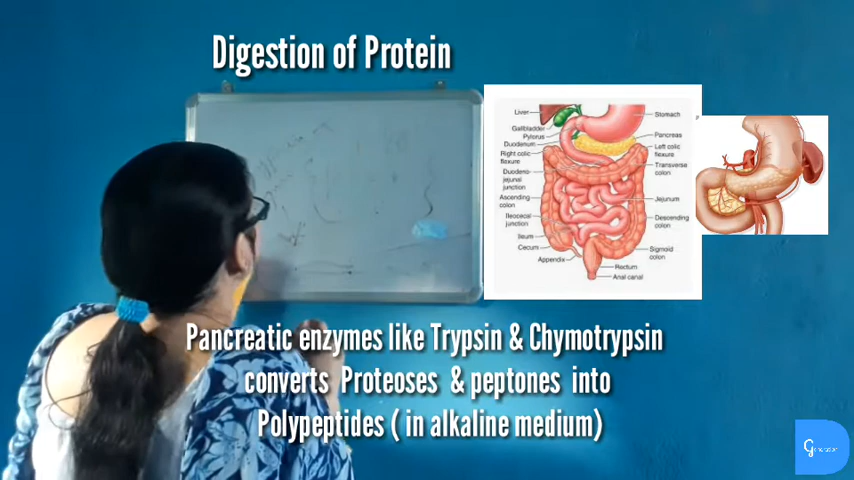 Digestion of Protein
Liver
Gallbladder
Pylorus
Duodenum
Right colic
flexure
Duodeno-
jejunal
junction
Ascending
colon
Ileocecal
junction
Ileum
Cecum
Appendix
Stomach
Pancreas
Left colic
flexure
Transverse
colon
Jejunum
Descending
colon
Sigmoid
colon
Rectum
Anal canal
Pancreatic enzymes like Trypsin & Chymotrypsin
converts Proteoses & peptones into
Polypeptides ( in alkaline medium)